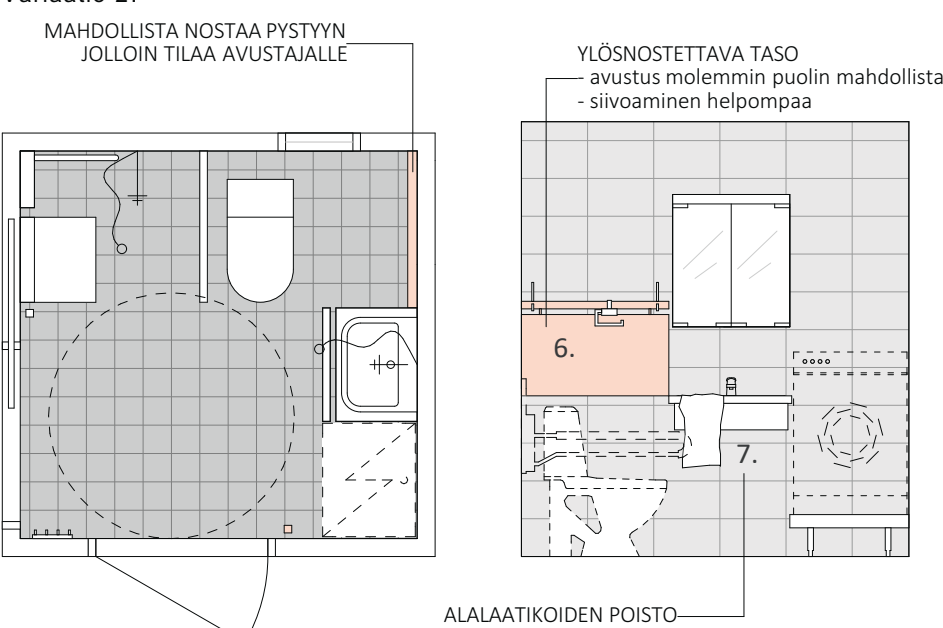 MAHDOLLISTA NOSTAA PYSTYYN
JOLLOIN TILAA AVUSTAJALLE
YLÖSNOSTETTAVA TASO
- avustus molemmin puolin mahdollista
- siivoaminen helpompaa
6.
7.
ALALAATIKOIDEN POISTO